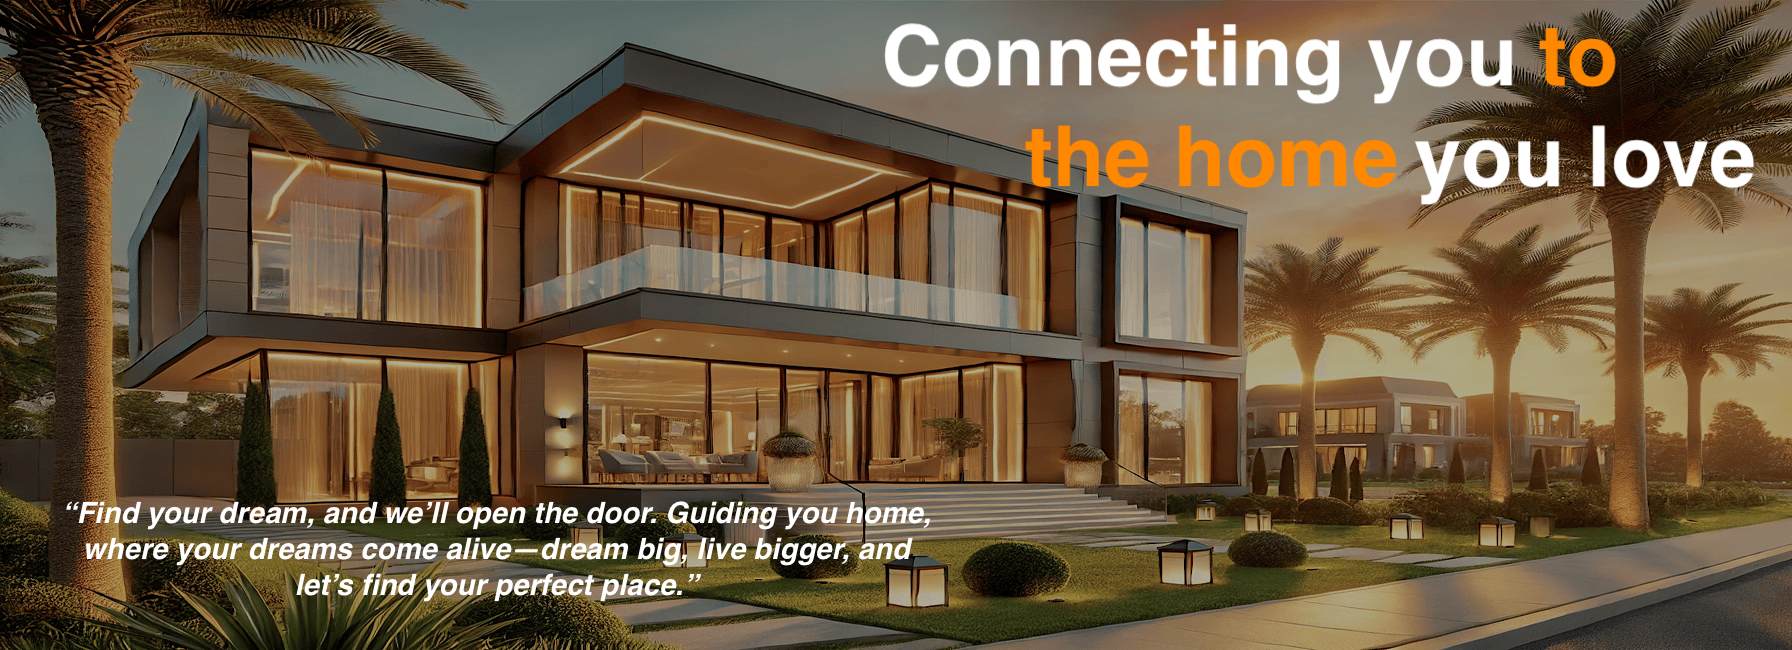 Connecting you to
the home you love
“Find your dream, and we’ll open the door. Guiding you home,
where your dreams come alive—dream big, live bigger, and
let’s find your perfect place.”